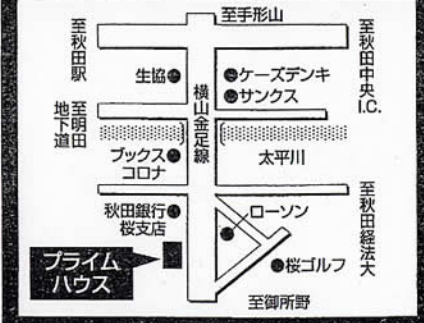 至手形山
至秋田駅
生協
ケーズデンキ
サンクス
至秋田中央I.C.
横山金足線
至明田
地下道
ブックス
コロナ
太平川
秋田銀行
桜支店
ローソン
至秋田経法大
プライム
ハウス
桜ゴルフ
至御所野